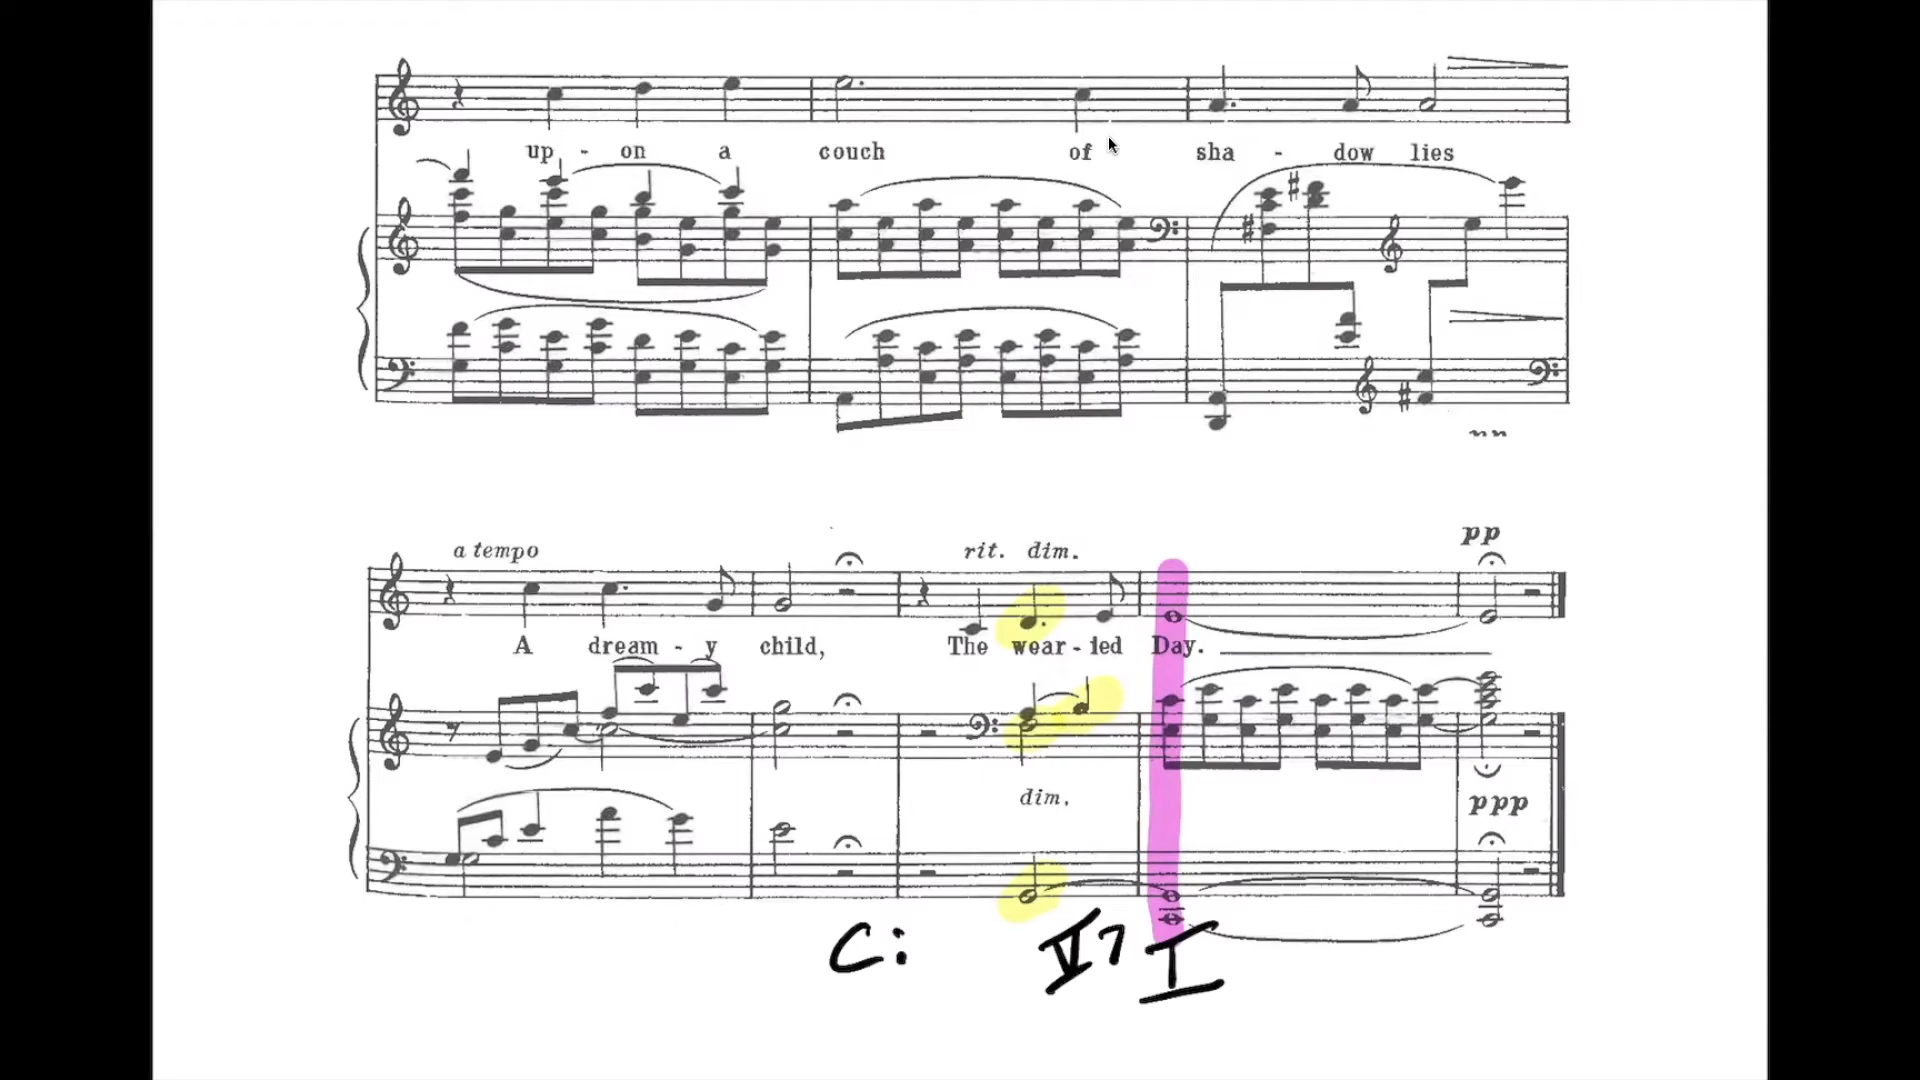 up - on a couch of sha - dow lies
pp
a tempo rit. dim. pp
A dream - y child, The wear - ied Day.
dim. ppp
C: V7 I